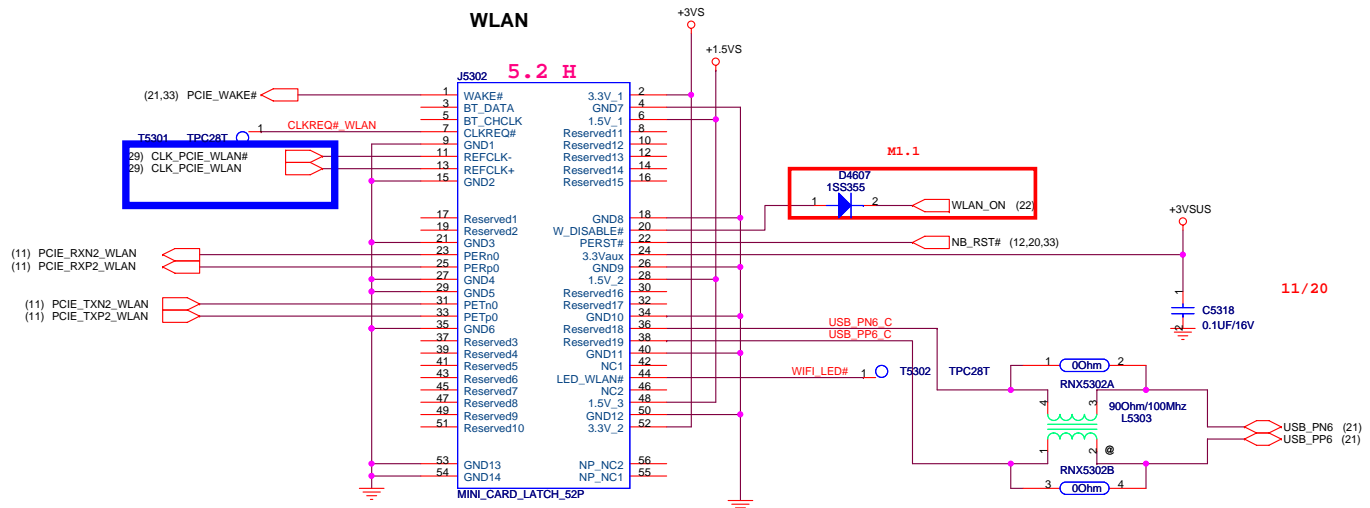 WLAN
+3VS
+1.5VS
J5302
5.2 H
(21,33) PCIE_WAKE#
1 WAKE# 3.3V_1 2
3 BT_DATA GND7 4
5 BT_CHCLK 1.5V_1 6
T5301 TPC28T 1 CLKREQ#_WLAN 7 CLKREQ# Reserved11 8
9 GND1 Reserved10 10
29) CLK_PCIE_WLAN# 11 REFCLK- Reserved13 12
29) CLK_PCIE_WLAN 13 REFCLK+ Reserved14 14
15 GND2 Reserved15 16
M1.1
D4607
1SS355
1 2 WLAN_ON (22)
17 Reserved1 GND8 18
19 Reserved2 W_DISABLE# 20
21 GND3 PERST# 22 NB_RST# (12,20,33)
+3VSUS
(11) PCIE_RXN2_WLAN 23 PERn0 3.3Vaux 24
(11) PCIE_RXP2_WLAN 25 PERp0 GND9 26
27 GND4 1.5V_2 28
29 GND5 Reserved16 30
(11) PCIE_TXN2_WLAN 31 PETn0 Reserved17 32
(11) PCIE_TXP2_WLAN 33 PETp0 GND10 34
35 GND6 Reserved18 36 USB_PN6_C
37 Reserved3 Reserved19 38 USB_PP6_C
39 Reserved4 GND11 40
41 Reserved5 NC1 42
43 Reserved6 LED_WLAN# 44 WIFI_LED# 1 T5302 TPC28T
45 Reserved7 NC2 46
47 Reserved8 1.5V_3 48
49 Reserved9 GND12 50
51 Reserved10 3.3V_2 52
53 GND13 NP_NC2 56
54 GND14 NP_NC1 55
MINI_CARD_LATCH_52P
11/20
1
C5318
0.1UF/16V
2
1 0Ohm 2
RNX5302A
4 3
90Ohm/100Mhz
L5303
1 2 @
RNX5302B
3 0Ohm 4
USB_PN6 (21)
USB_PP6 (21)